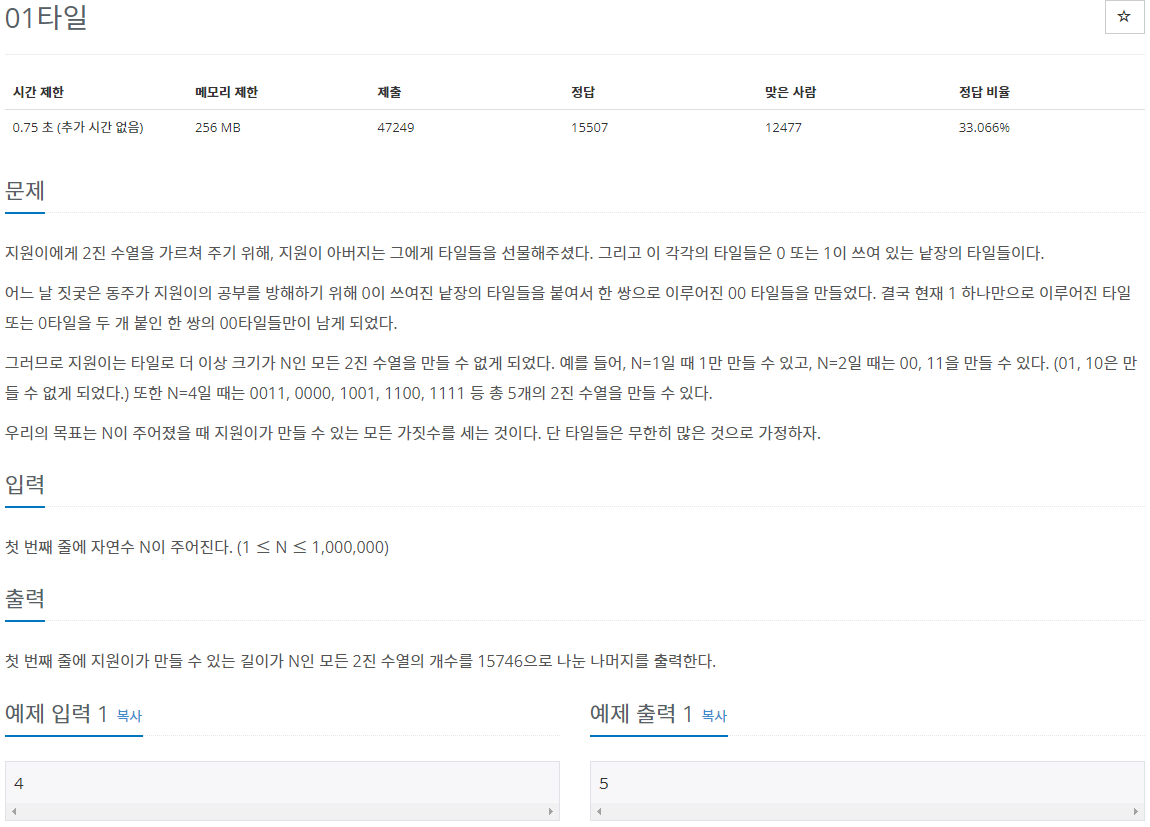 01타일
☆
시간 제한 메모리 제한 제출 정답 맞은 사람 정답 비율
0.75 초 (추가 시간 없음) 256 MB 47249 15507 12477 33.066%
문제
지원이에게 2진 수열을 가르쳐 주기 위해, 지원이 아버지는 그에게 타일들을 선물해주셨다. 그리고 이 각각의 타일들은 0 또는 1이 쓰여 있는 낱장의 타일들이다.
어느 날 짓궂은 동주가 지원이의 공부를 방해하기 위해 0이 쓰여진 낱장의 타일들을 붙여서 한 쌍으로 이루어진 00 타일들을 만들었다. 결국 현재 1 하나만으로 이루어진 타일
또는 0타일을 두 개 붙인 한 쌍의 00타일들만이 남게 되었다.
그러므로 지원이는 타일로 더 이상 크기가 N인 모든 2진 수열을 만들 수 없게 되었다. 예를 들어, N=1일 때 1만 만들 수 있고, N=2일 때는 00, 11을 만들 수 있다. (01, 10은 만
들 수 없게 되었다.) 또한 N=4일 때는 0011, 0000, 1001, 1100, 1111 등 총 5개의 2진 수열을 만들 수 있다.
우리의 목표는 N이 주어졌을 때 지원이가 만들 수 있는 모든 가짓수를 세는 것이다. 단 타일들은 무한히 많은 것으로 가정하자.
입력
첫 번째 줄에 자연수 N이 주어진다. (1 ≤ N ≤ 1,000,000)
출력
첫 번째 줄에 지원이가 만들 수 있는 길이가 N인 모든 2진 수열의 개수를 15746으로 나눈 나머지를 출력한다.
예제 입력 1 복사
4
예제 출력 1 복사
5